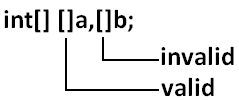 int[] []a,[]b;
invalid
valid